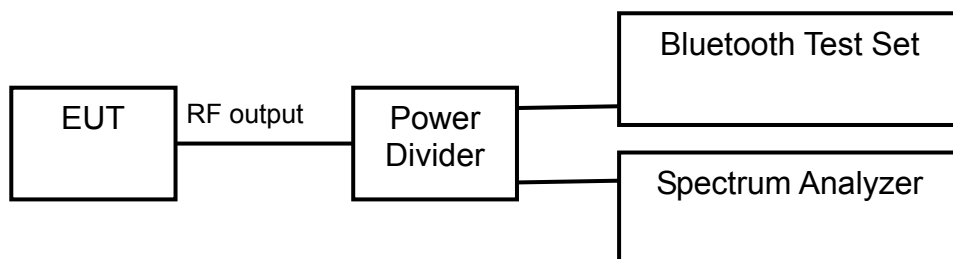 EUT
RF output
Power
Divider
Bluetooth Test Set
Spectrum Analyzer